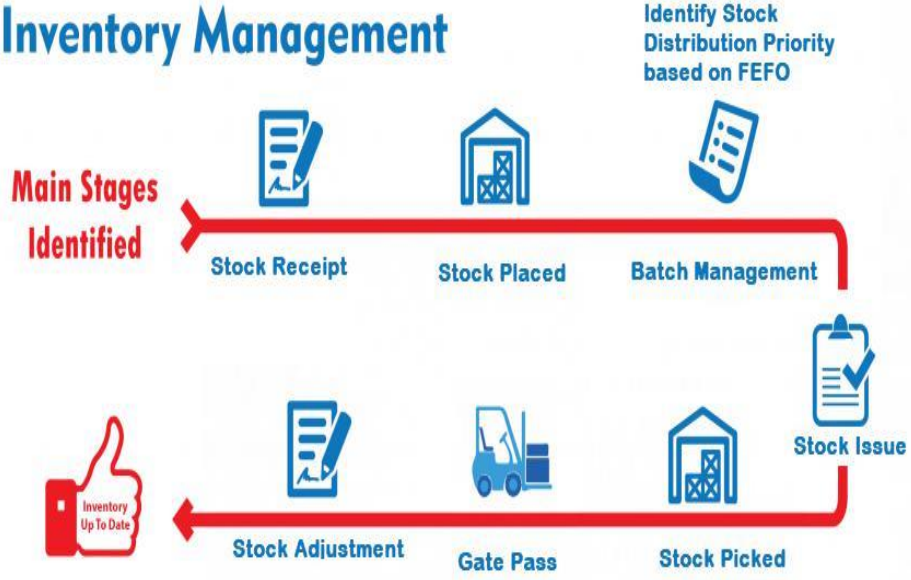 Inventory Management
Identify Stock
Distribution Priority
based on FEFO
Main Stages
Identified
Stock Receipt
Stock Placed
Batch Management
Stock Issue
Stock Picked
Gate Pass
Stock Adjustment
Inventory
Up To Date